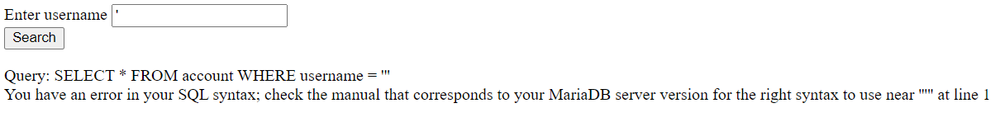 Enter username '
Search
Query: SELECT * FROM account WHERE username = '''
You have an error in your SQL syntax; check the manual that corresponds to your MariaDB server version for the right syntax to use near ''''' at line 1